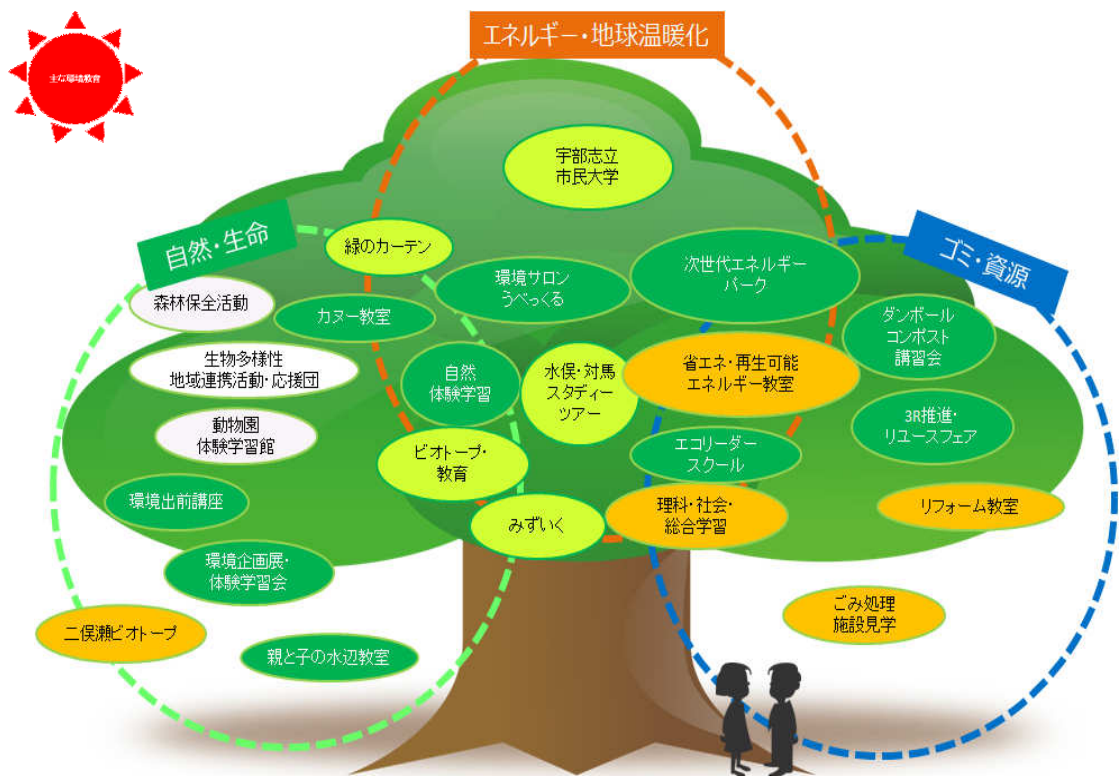 主な環境教育
エネルギー・地球温暖化
宇部志立
市民大学
自然・生命
緑のカーテン
ゴミ・資源
環境サロン
うべっくる
次世代エネルギー
パーク
森林保全活動
カヌー教室
ダンボール
コンポスト
講習会
生物多様性
地域連携活動・応援団
自然
体験学習
水俣・対馬
スタディー
ツアー
省エネ・再生可能
エネルギー教室
動物園
体験学習館
3R推進・
リユースフェア
ビオトープ・
教育
エコリーダー
スクール
環境出前講座
みずいく
理科・社会・
総合学習
リフォーム教室
環境企画展・
体験学習会
ごみ処理
施設見学
二俣瀬ビオトープ
親と子の水辺教室